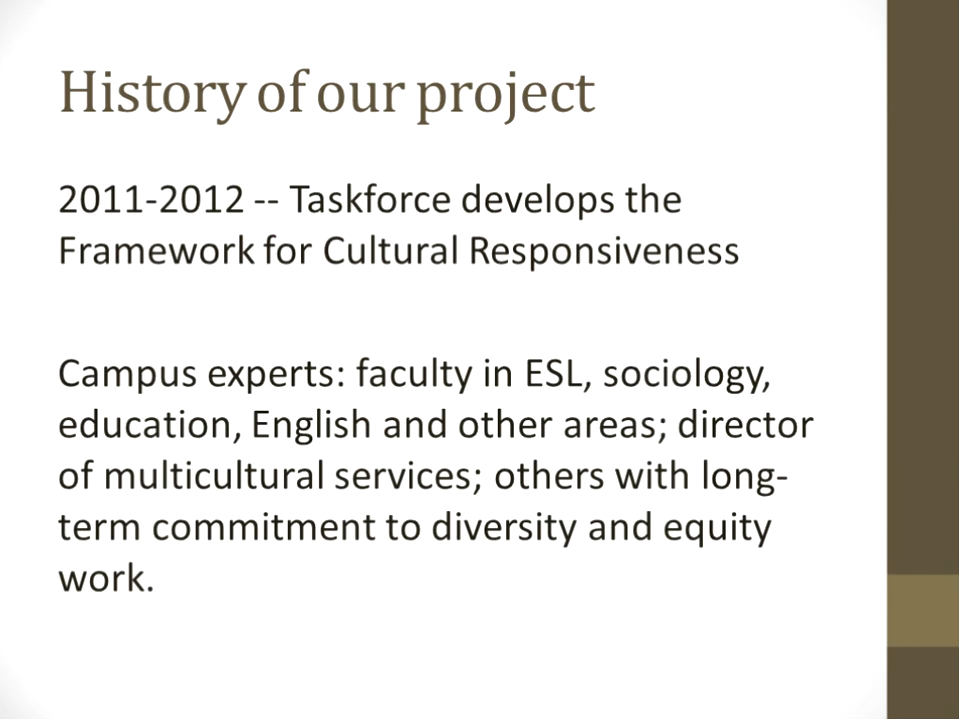 History of our project
2011-2012 -- Taskforce develops the
Framework for Cultural Responsiveness
Campus experts: faculty in ESL, sociology,
education, English and other areas; director
of multicultural services; others with long-
term commitment to diversity and equity
work.